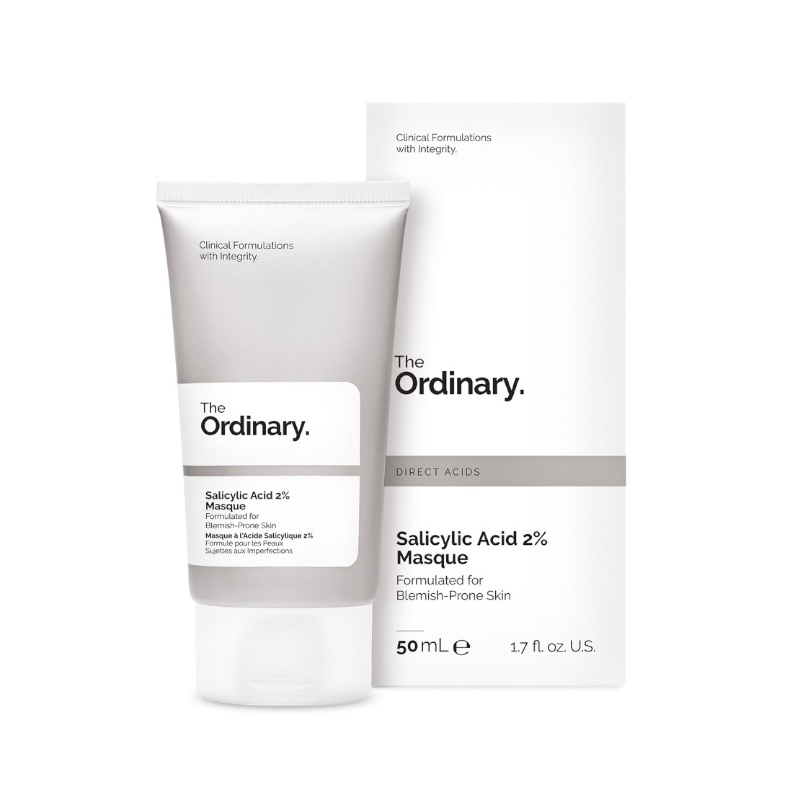 Clinical Formulations
with Integrity.
The
Ordinary.
Salicylic Acid 2%
Masque
Formulated for
Blemish-Prone Skin
Masque à l'Acide Salicylique 2%
Formulé pour les Peaux
Sujettes aux Imperfections
Clinical Formulations
with Integrity.
The
Ordinary.
DIRECT ACIDS
Salicylic Acid 2%
Masque
Formulated for
Blemish-Prone Skin
50 mL ℮ 1.7 fl. oz. U.S.